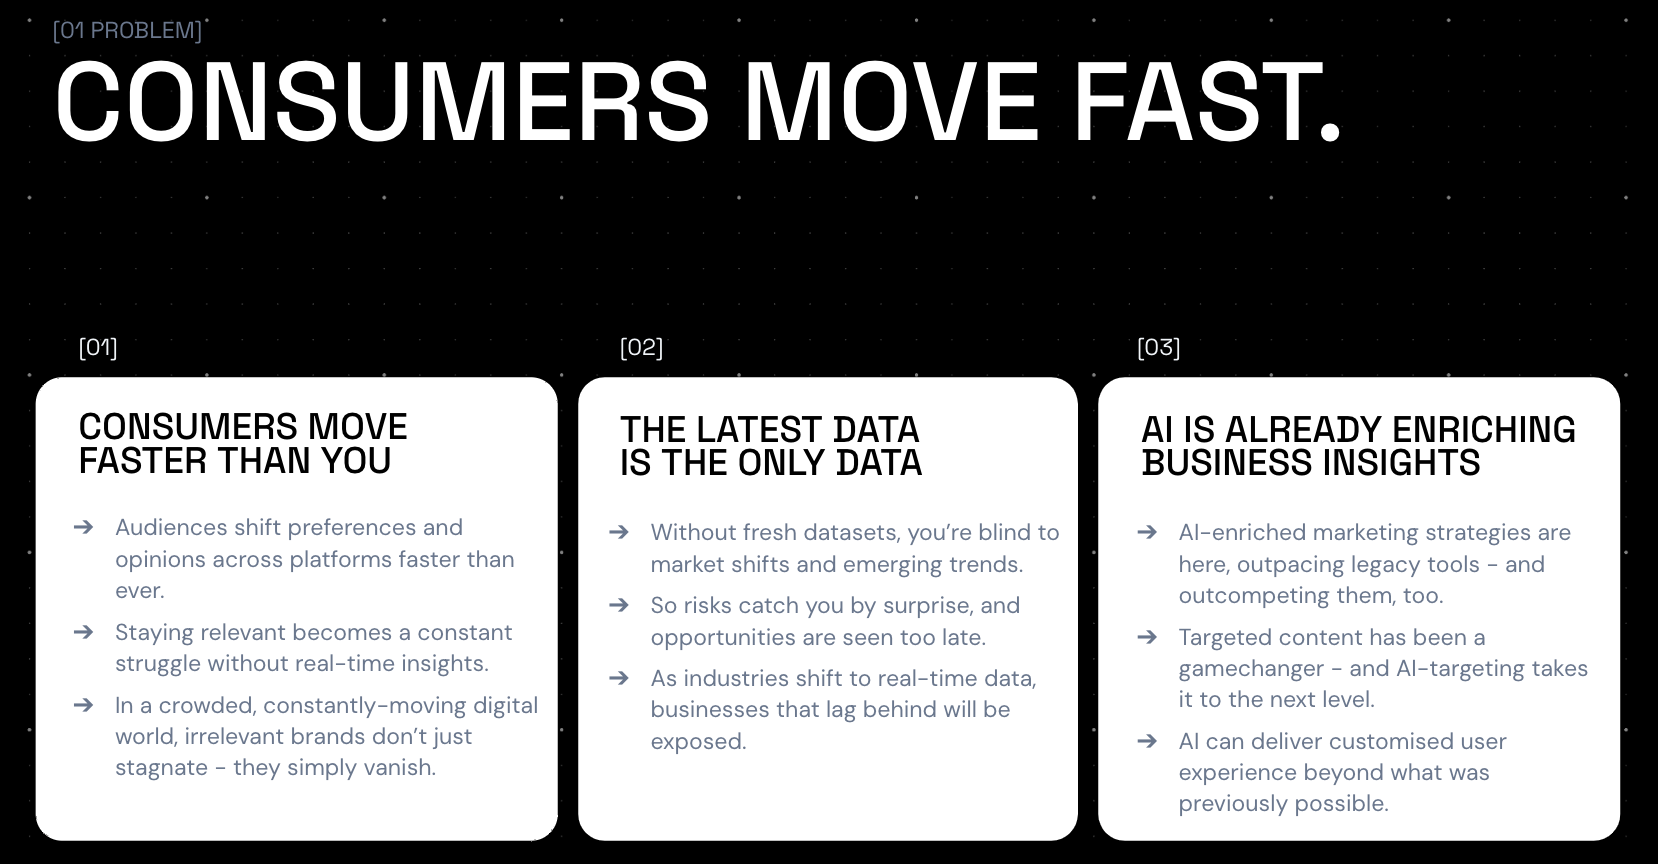 [01 PROBLEM]
CONSUMERS MOVE FAST.
[01]
CONSUMERS MOVE
FASTER THAN YOU
➔ Audiences shift preferences and
opinions across platforms faster than
ever.
➔ Staying relevant becomes a constant
struggle without real-time insights.
➔ In a crowded, constantly-moving digital
world, irrelevant brands don’t just
stagnate - they simply vanish.
[02]
THE LATEST DATA
IS THE ONLY DATA
➔ Without fresh datasets, you’re blind to
market shifts and emerging trends.
➔ So risks catch you by surprise, and
opportunities are seen too late.
➔ As industries shift to real-time data,
businesses that lag behind will be
exposed.
[03]
AI IS ALREADY ENRICHING
BUSINESS INSIGHTS
➔ AI-enriched marketing strategies are
here, outpacing legacy tools - and
outcompeting them, too.
➔ Targeted content has been a
gamechanger - and AI-targeting takes
it to the next level.
➔ AI can deliver customised user
experience beyond what was
previously possible.